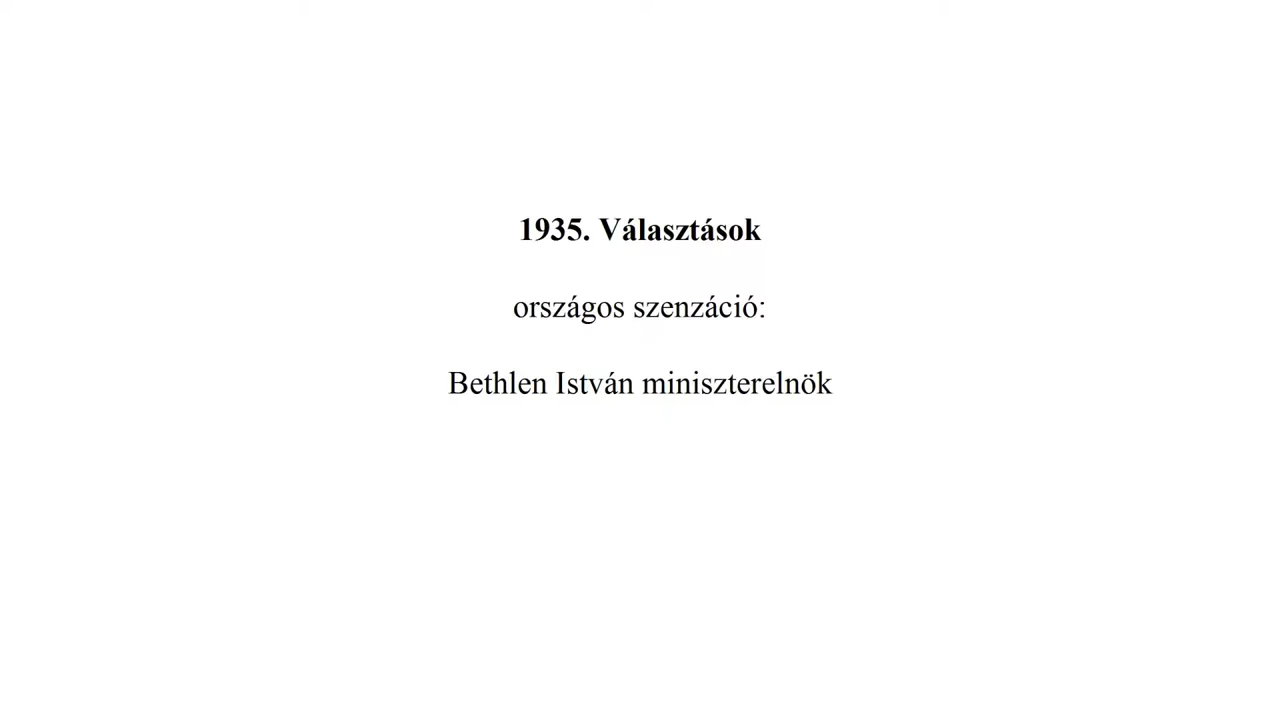 1935. Választások
országos szenzáció:
Bethlen István miniszterelnök